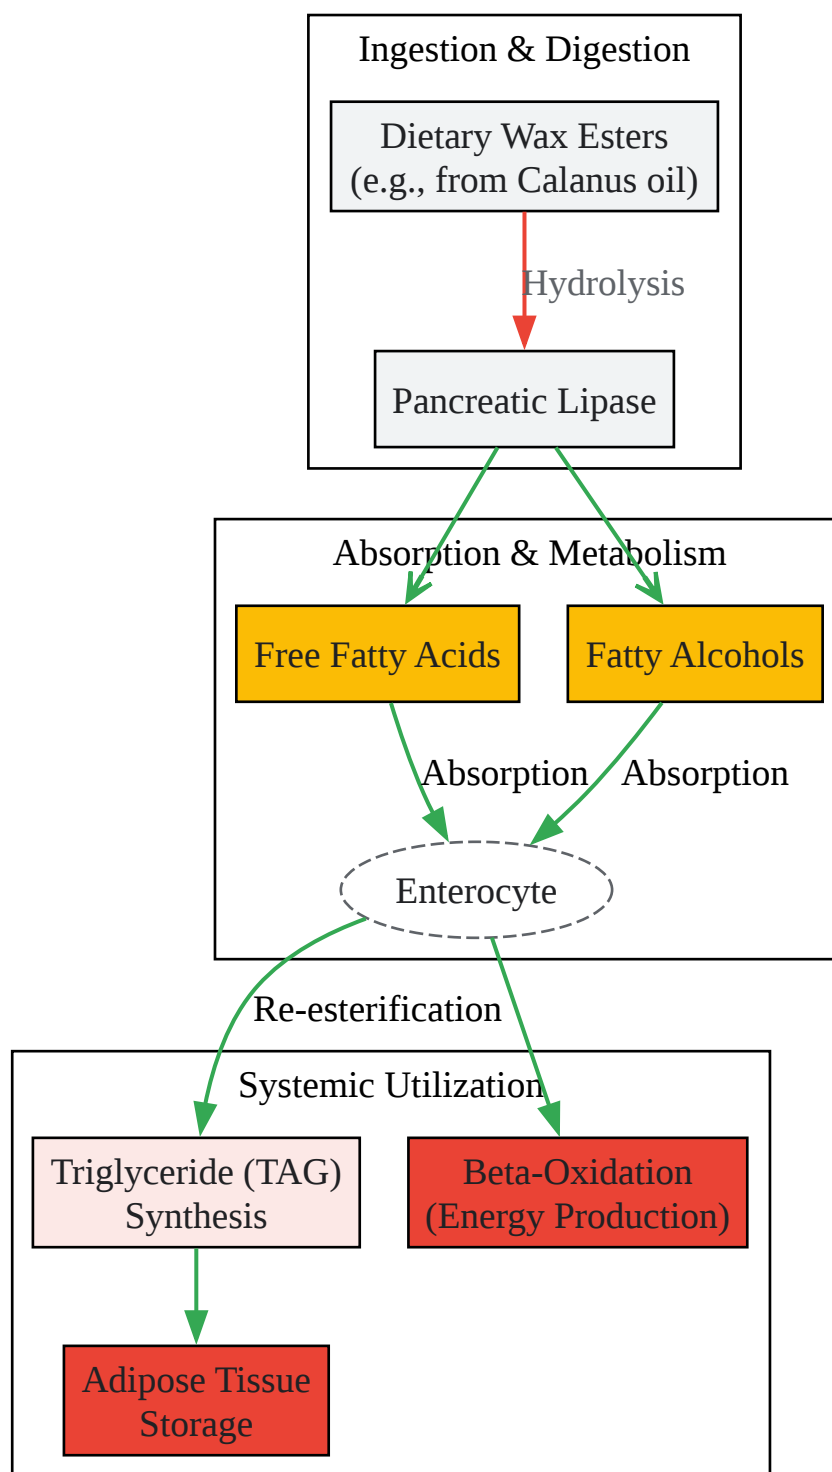 Ingestion & Digestion
Dietary Wax Esters
(e.g., from Calanus oil)
Hydrolysis
Pancreatic Lipase
Absorption & Metabolism
Free Fatty Acids
Fatty Alcohols
Absorption
Absorption
Enterocyte
Re-esterification
Systemic Utilization
Triglyceride (TAG)
Synthesis
Beta-Oxidation
(Energy Production)
Adipose Tissue
Storage